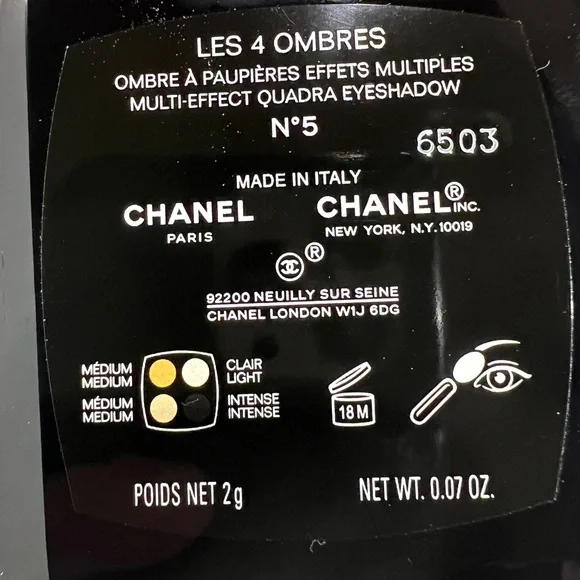 LES 4 OMBRES
OMBRE À PAUPIÈRES EFFETS MULTIPLES
MULTI-EFFECT QUADRA EYESHADOW
N°5
6503
MADE IN ITALY
CHANEL
PARIS
CHANEL® INC.
NEW YORK, N.Y. 10019
®
92200 NEUILLY SUR SEINE
CHANEL LONDON W1J 6DG
MÉDIUM
MEDIUM
CLAIR
LIGHT
MÉDIUM
MEDIUM
INTENSE
INTENSE
18 M
POIDS NET 2g
NET WT. 0.07 OZ.